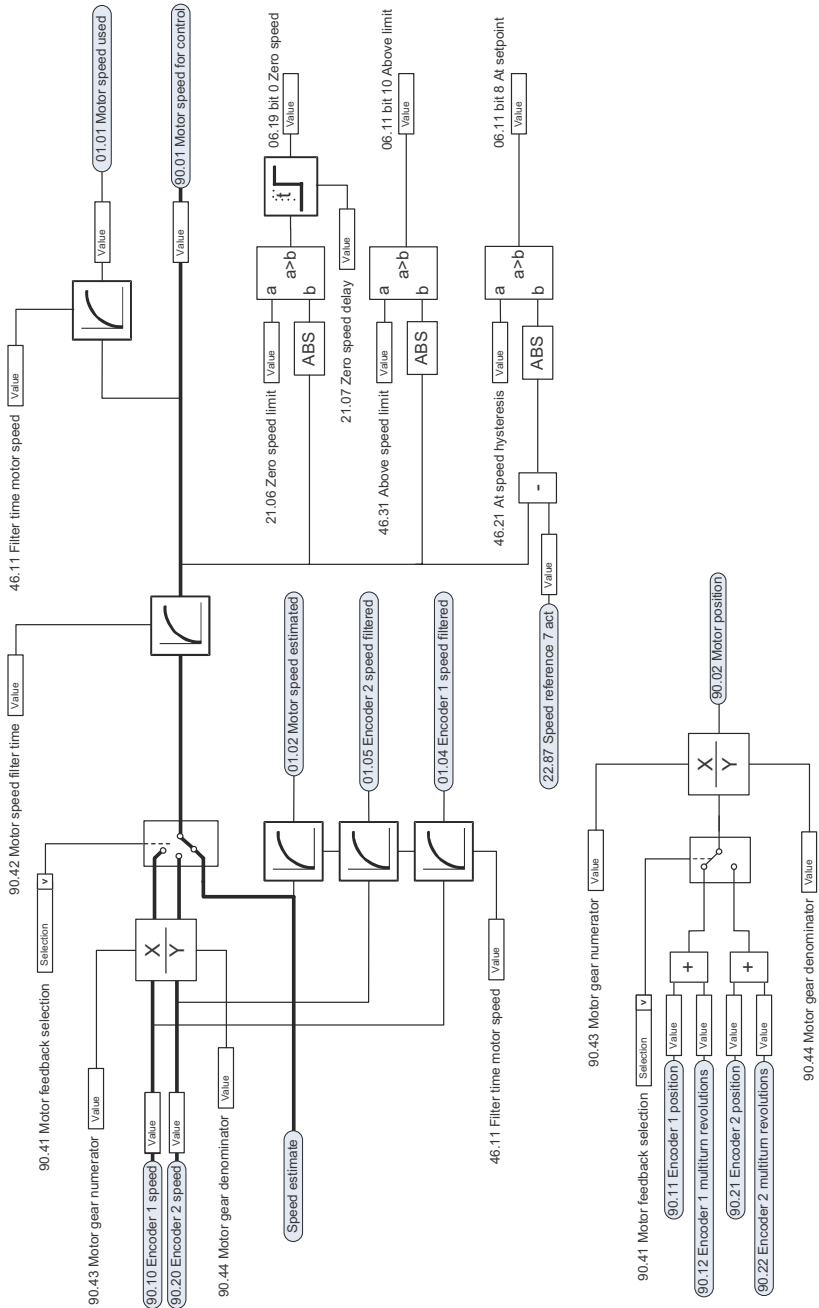 46.11 Filter time motor speed
Value
Value
01.01 Motor speed used
90.42 Motor speed filter time
Value
Value
90.01 Motor speed for control
90.41 Motor feedback selection
Selection
v
90.43 Motor gear numerator
Value
90.10 Encoder 1 speed
Value
90.20 Encoder 2 speed
Value
X
Y
90.44 Motor gear denominator
Value
Speed estimate
01.02 Motor speed estimated
01.05 Encoder 2 speed filtered
01.04 Encoder 1 speed filtered
46.11 Filter time motor speed
Value
21.06 Zero speed limit
Value
a
a>b
b
ABS
t
06.19 bit 0 Zero speed
Value
21.07 Zero speed delay
Value
46.31 Above speed limit
Value
a
a>b
b
ABS
06.11 bit 10 Above limit
Value
46.21 At speed hysteresis
Value
a
a>b
b
ABS
06.11 bit 8 At setpoint
Value
-
22.87 Speed reference 7 act
Value
90.43 Motor gear numerator
Value
90.41 Motor feedback selection
Selection
v
90.11 Encoder 1 position
Value
+
90.12 Encoder 1 multiturn revolutions
Value
90.21 Encoder 2 position
Value
+
90.22 Encoder 2 multiturn revolutions
Value
X
Y
90.02 Motor position
90.44 Motor gear denominator
Value